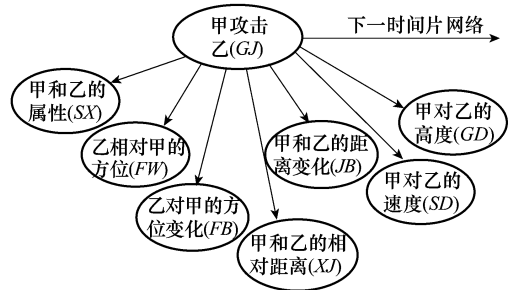 甲攻击
乙(GJ)
下一时间片网络
甲和乙的
属性(SX)
乙相对甲的
方位(FW)
乙对甲的方
位变化(FB)
甲和乙的相
对距离(XJ)
甲和乙的距
离变化(JB)
甲对乙的
速度(SD)
甲对乙的
高度(GD)